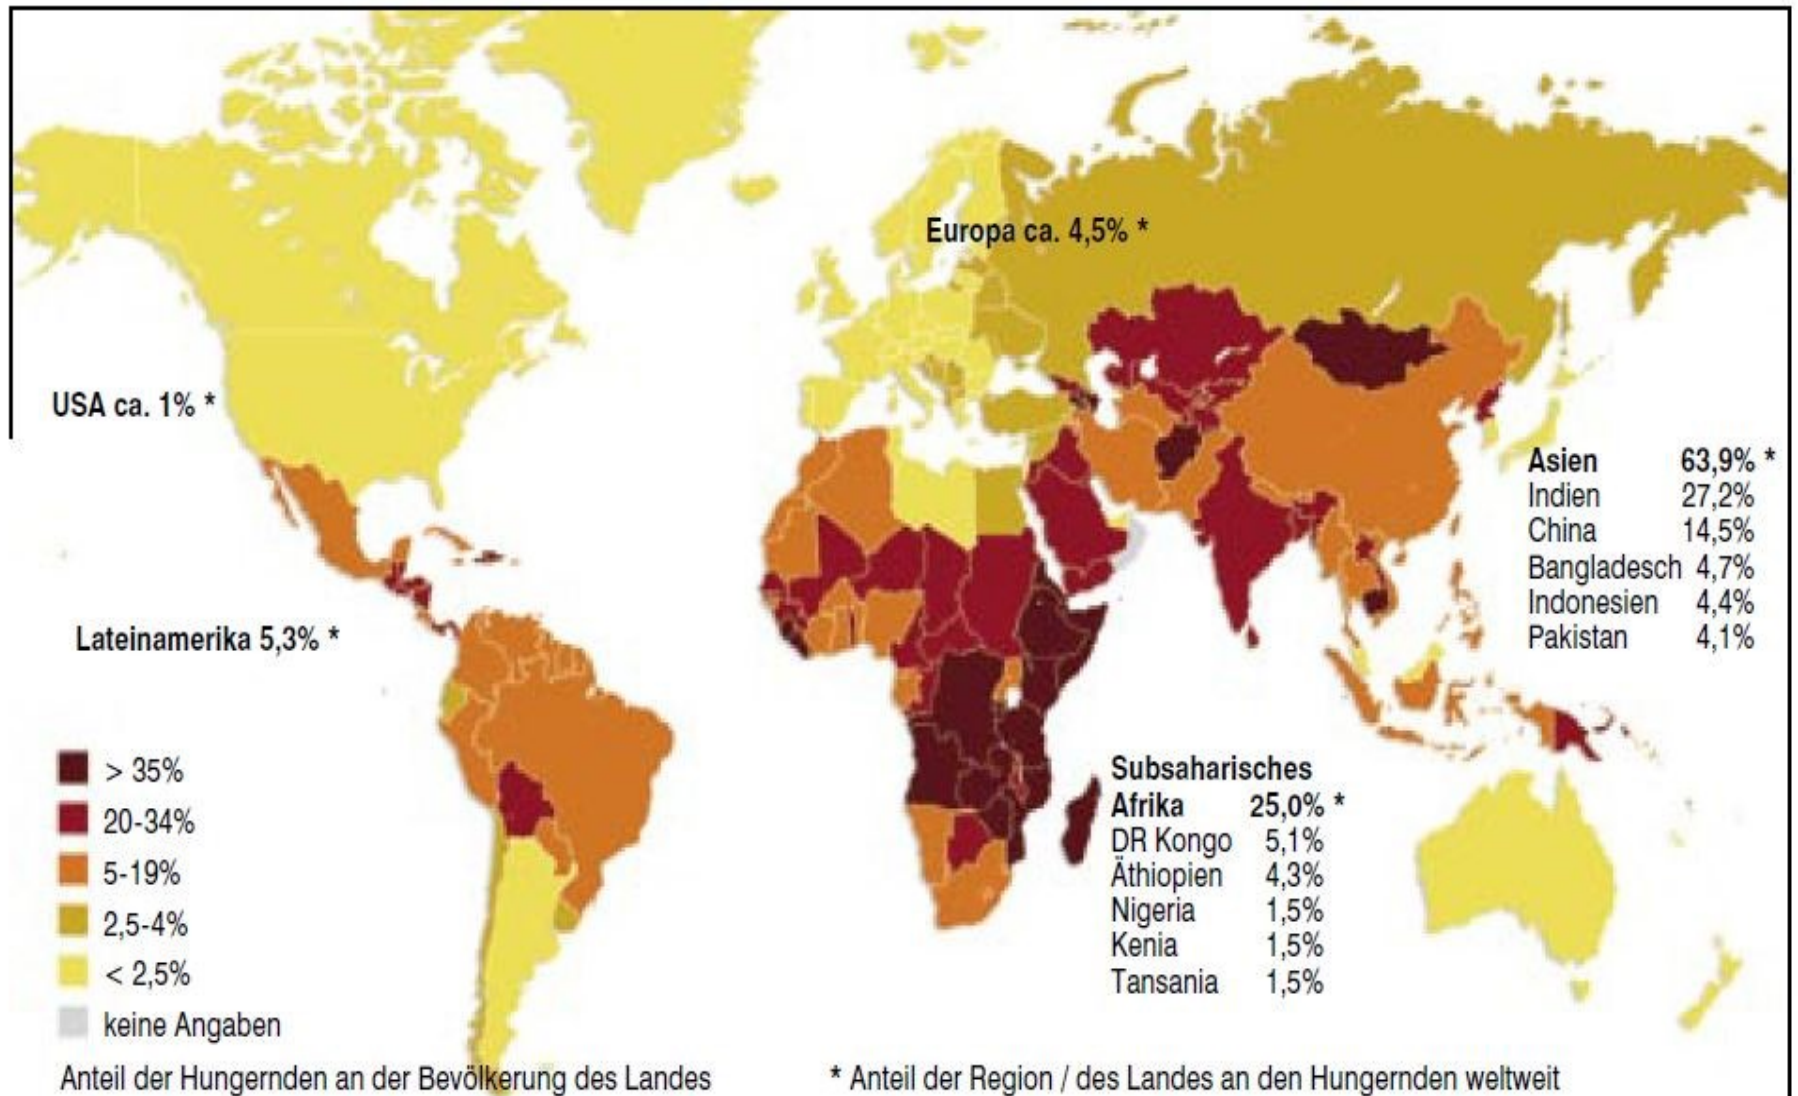 Europa ca. 4,5% *
USA ca. 1% *
Asien 63,9% *
Indien 27,2%
China 14,5%
Bangladesch 4,7%
Indonesien 4,4%
Pakistan 4,1%
Lateinamerika 5,3% *
> 35%
20-34%
5-19%
2,5-4%
< 2,5%
keine Angaben
Subsaharisches
Afrika 25,0% *
DR Kongo 5,1%
Äthiopien 4,3%
Nigeria 1,5%
Kenia 1,5%
Tansania 1,5%
Anteil der Hungernden an der Bevölkerung des Landes
* Anteil der Region / des Landes an den Hungernden weltweit